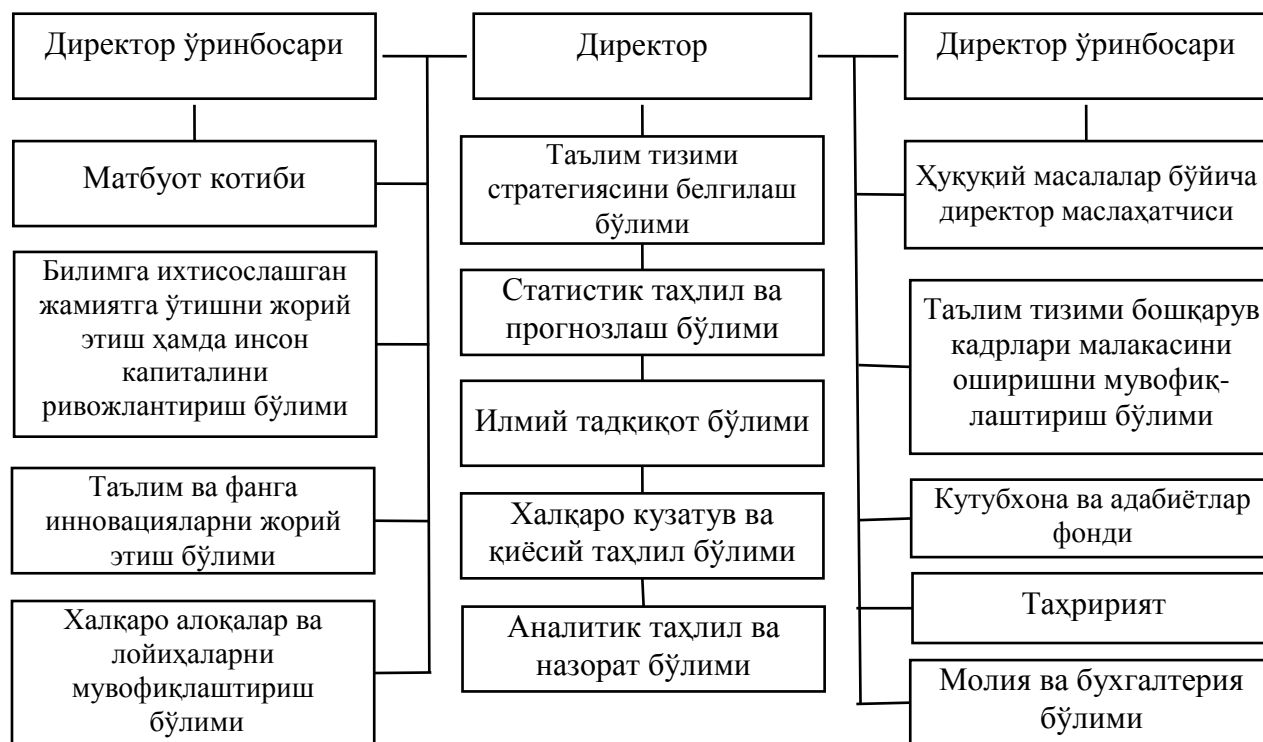 Директор ўринбосари
Директор
Директор ўринбосари
Матбуот котиби
Билимга ихтисослашган
жамиятга ўтишни жорий
этиш ҳамда инсон
капиталини
ривожлантириш бўлими
Таълим ва фанга
инновацияларни жорий
этиш бўлими
Халқаро алоқалар ва
лойиҳаларни
мувофиқлаштириш
бўлими
Таълим тизими
стратегиясини белгилаш
бўлими
Статистик таҳлил ва
прогнозлаш бўлими
Илмий тадқиқот бўлими
Халқаро кузатув ва
қиёсий таҳлил бўлими
Аналитик таҳлил ва
назорат бўлими
Ҳуқуқий масалалар бўйича
директор маслаҳатчиси
Таълим тизими бошқарув
кадрлари малакасини
оширишни мувофиқ-
лаштириш бўлими
Кутубхона ва адабиётлар
фонди
Таҳририят
Молия ва бухгалтерия
бўлими